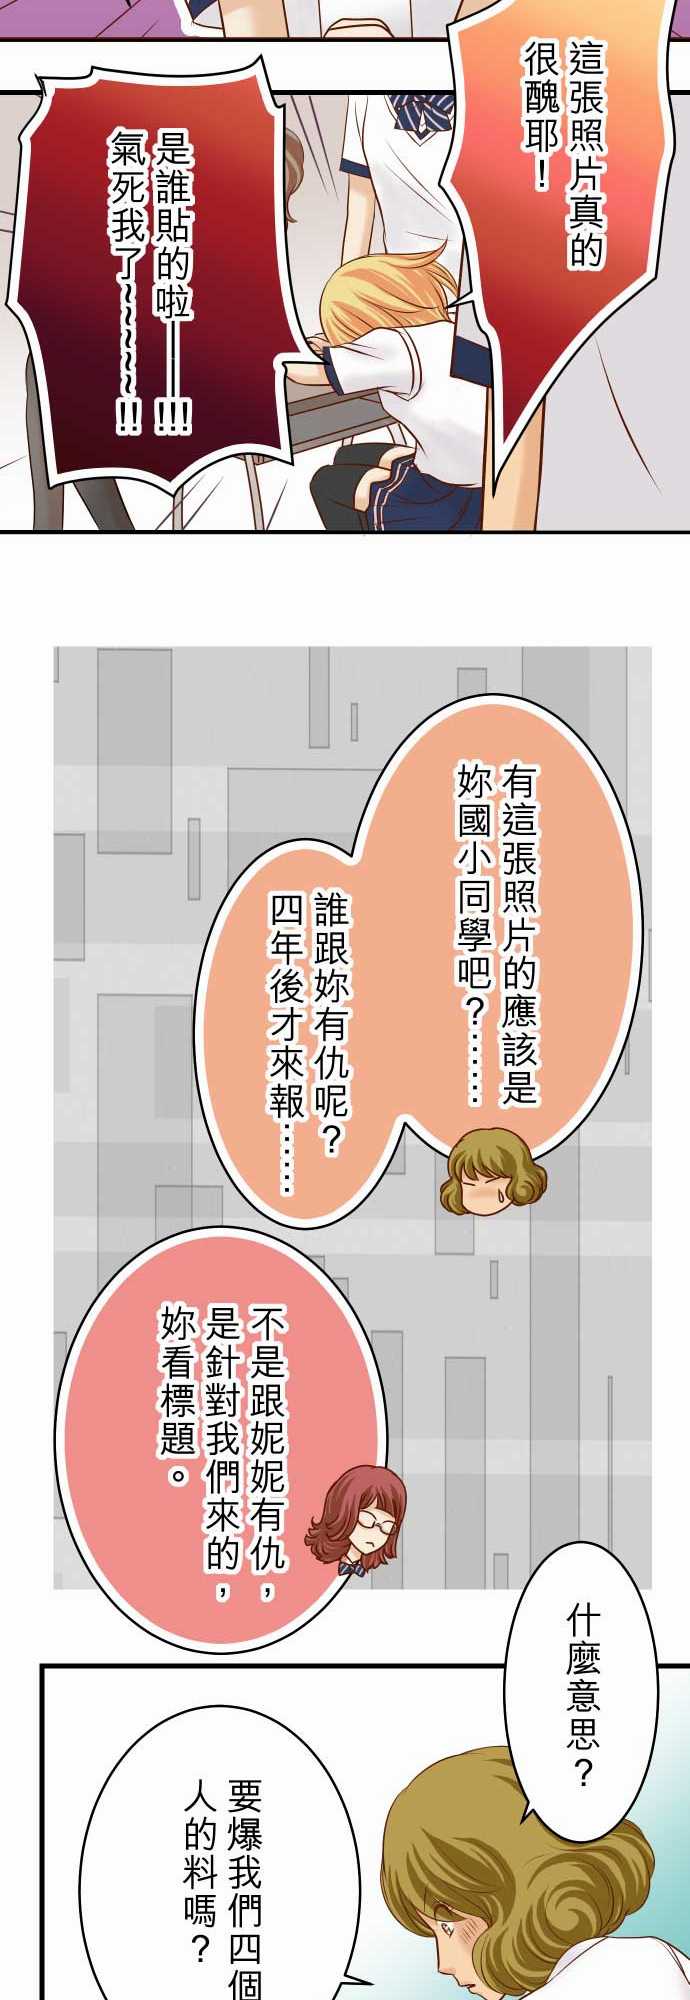 這張照片真的
很醜耶！
是誰貼的啦——!!!
氣死我了~~~~~!!
有這張照片的應該是
妳國小同學吧？……
誰跟妳有仇呢？
四年後才來報……
不是跟妮妮有仇，
是針對我們來的，
妳看標題。
什麼意思？
要爆我們四個
人的料嗎？